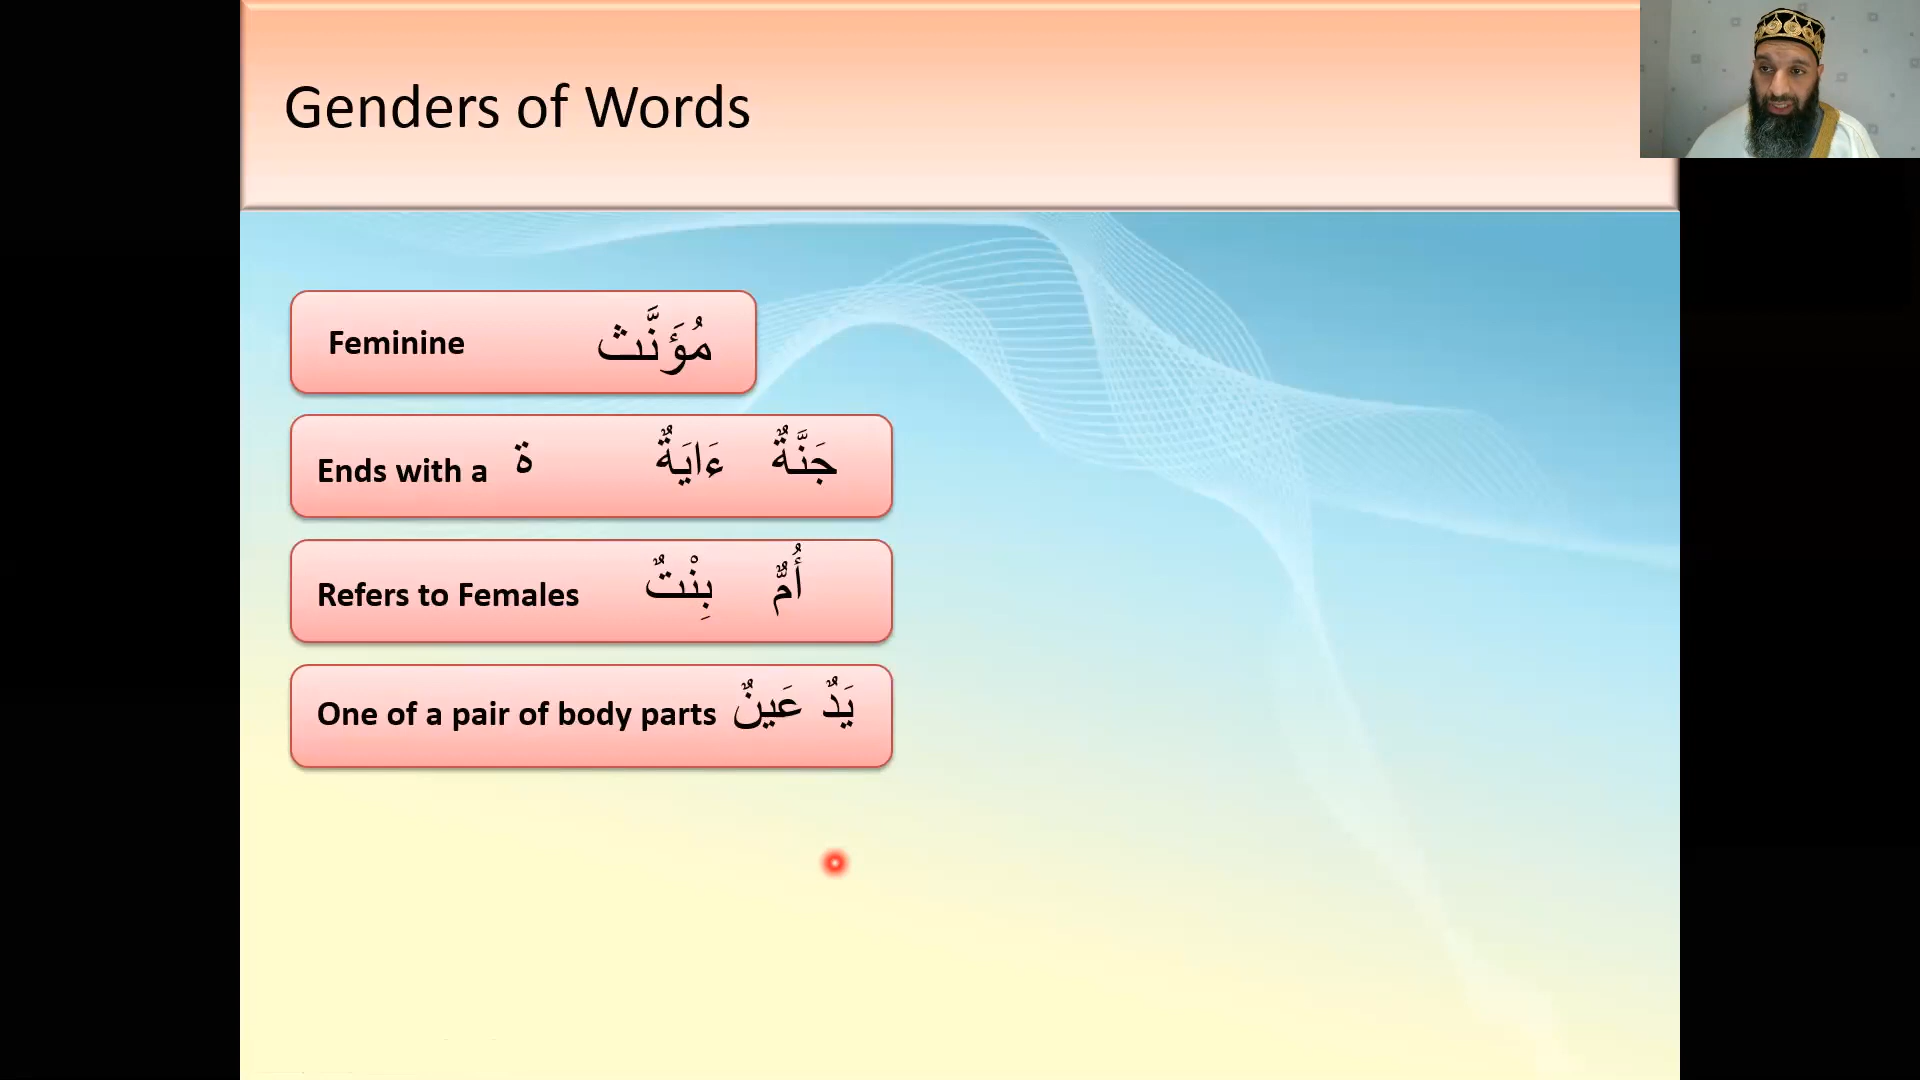 Genders of Words
Feminine مُؤَنَّث
Ends with a ة ءَايَةٌ جَنَّةٌ
Refers to Females بِنْتٌ أُمٌّ
One of a pair of body parts عَينٌ يَدٌ